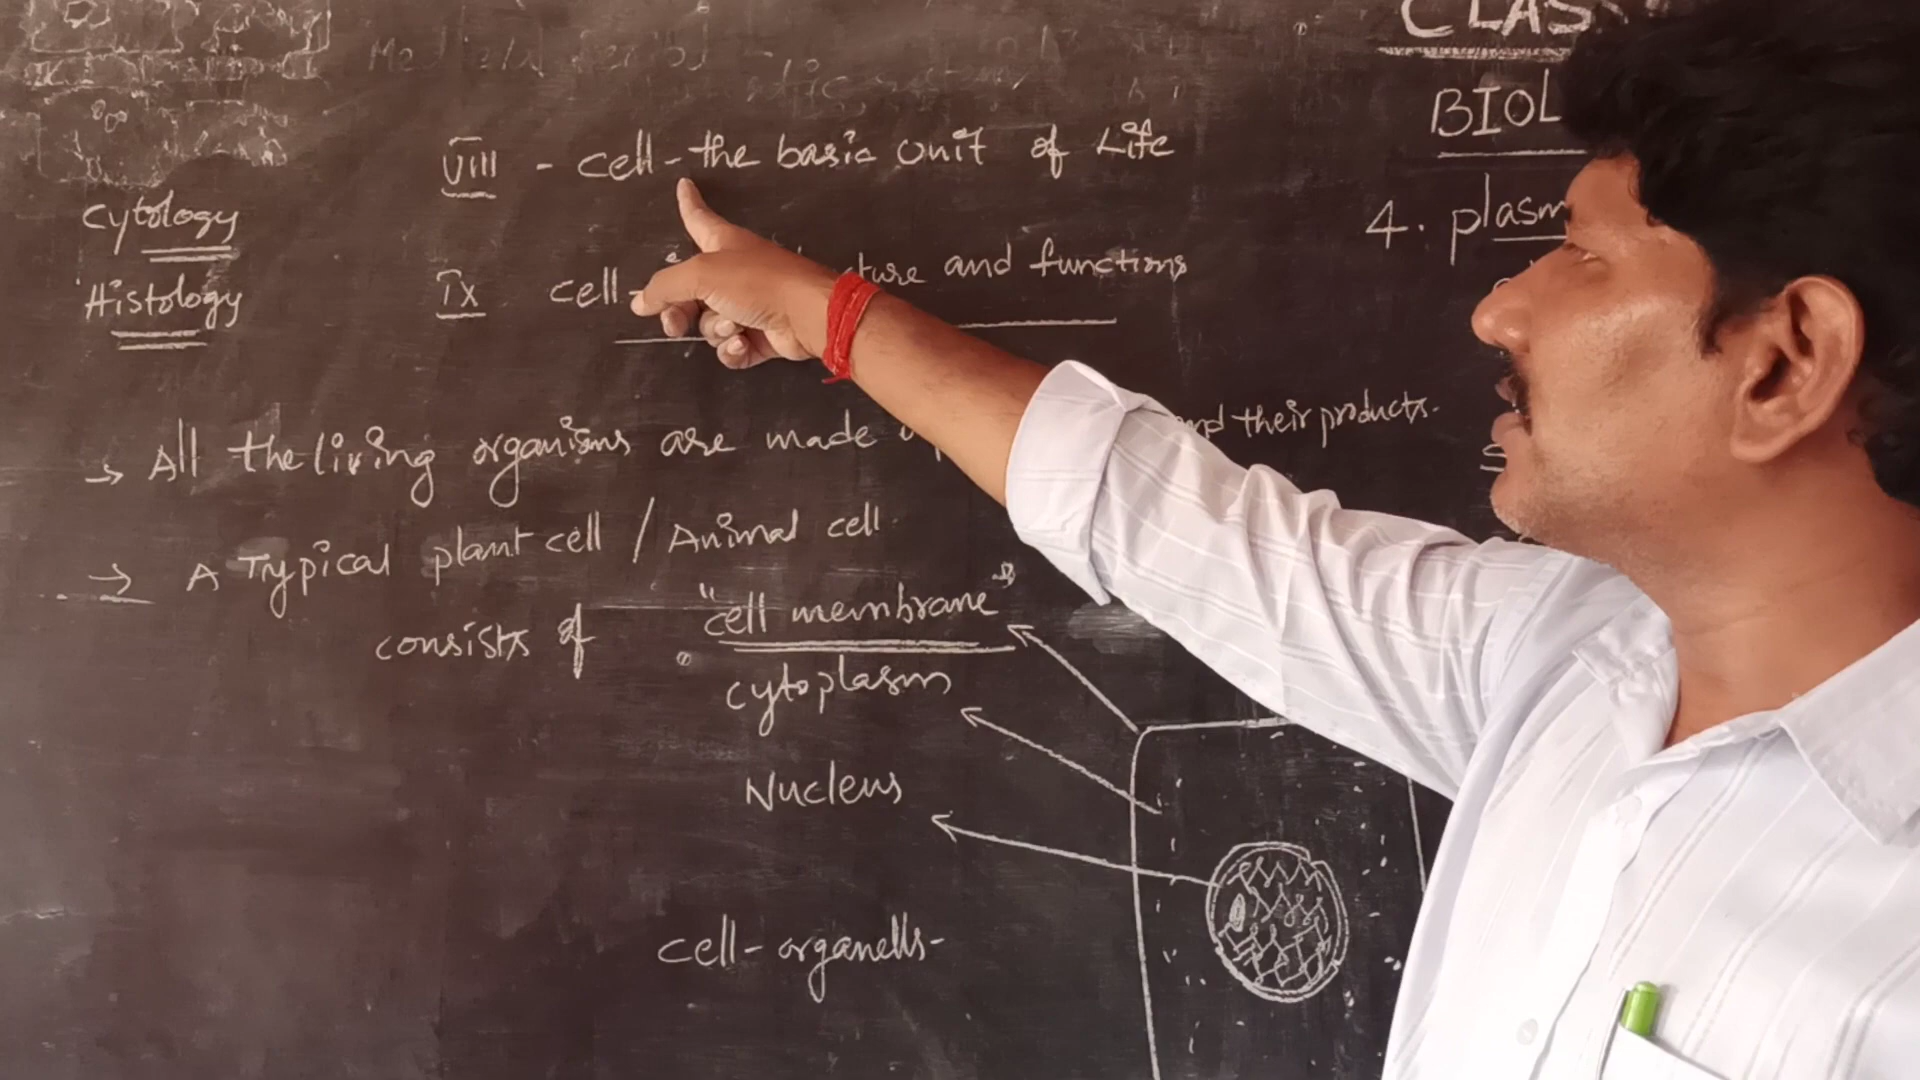 CLASS
BIOL
VIII - cell - the basic unit of Life
4. plasm
Cytology
IX cell - ture and functions
Histology
→ All the living organisms are made and their products.
→ A Typical plant cell / Animal cell
consists of "cell membrane"
cytoplasm
Nucleus
cell - organells -